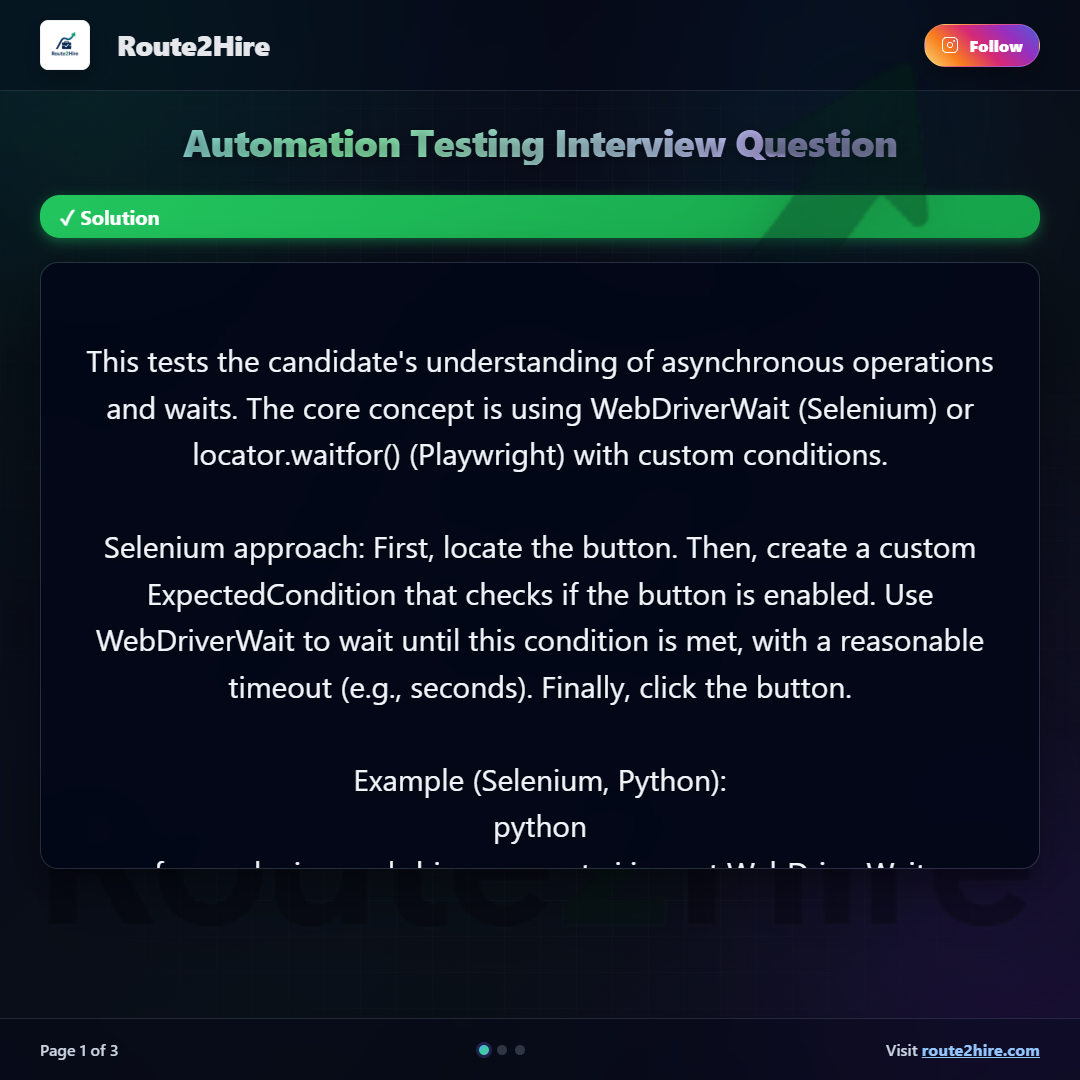 Route2Hire
Route2Hire
Follow
Automation Testing Interview Question
✓ Solution
This tests the candidate's understanding of asynchronous operations
and waits. The core concept is using WebDriverWait (Selenium) or
locator.waitfor() (Playwright) with custom conditions.
Selenium approach: First, locate the button. Then, create a custom
ExpectedCondition that checks if the button is enabled. Use
WebDriverWait to wait until this condition is met, with a reasonable
timeout (e.g., seconds). Finally, click the button.
Example (Selenium, Python):
python
Route2Hire
Page 1 of 3
Visit route2hire.com